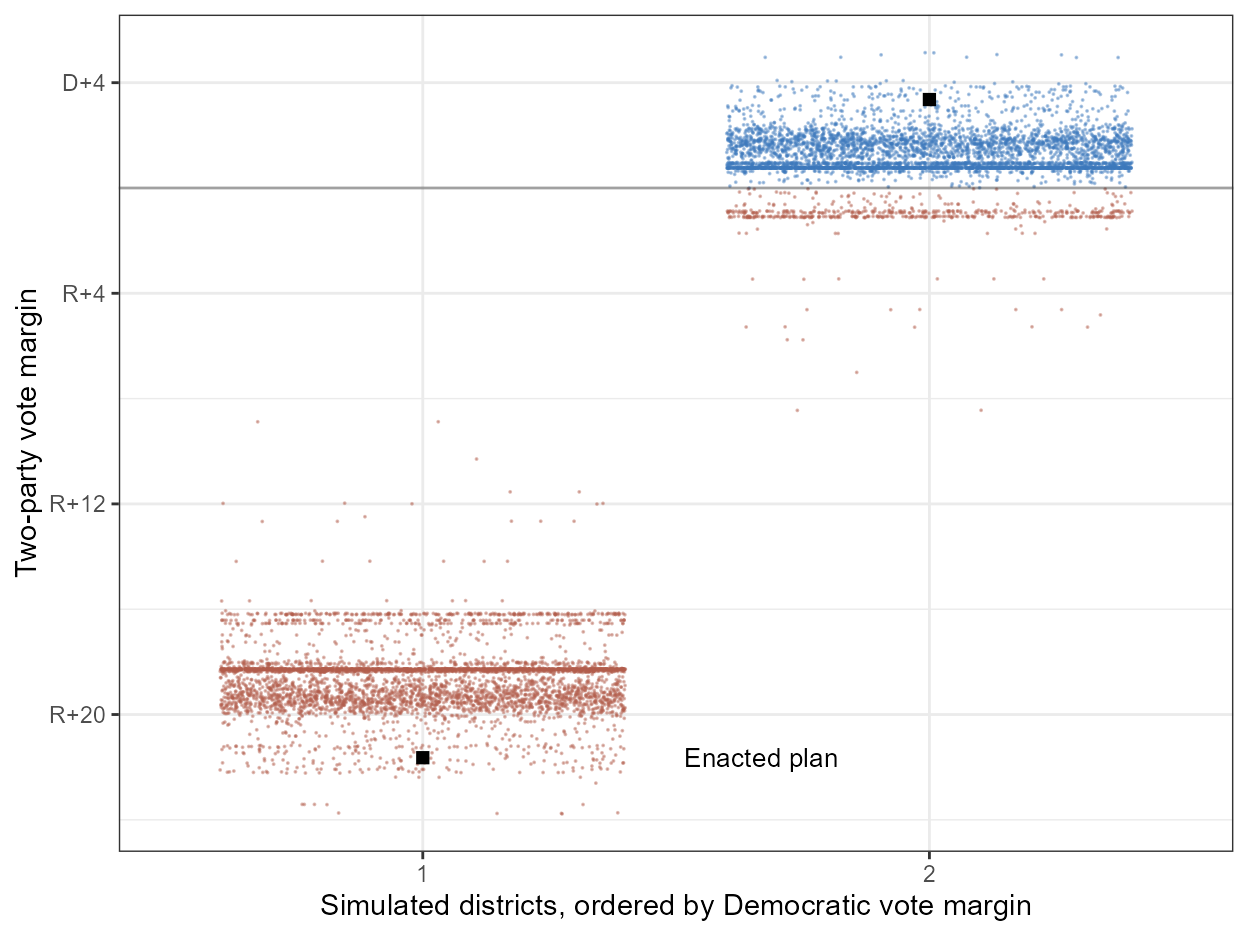 D+4
R+4
R+12
R+20
Two-party vote margin
Enacted plan
1
2
Simulated districts, ordered by Democratic vote margin